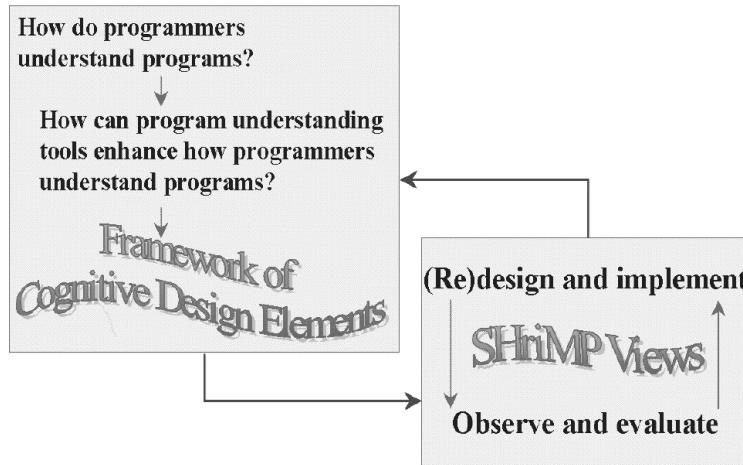 How do programmers
understand programs?
How can program understanding
tools enhance how programmers
understand programs?
Framework of
Cognitive Design Elements
(Re)design and implement
SHriMP Views
Observe and evaluate